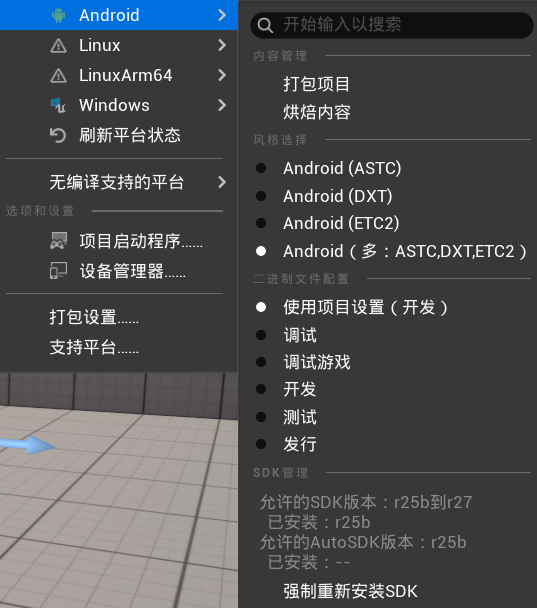 Android
Linux
LinuxArm64
Windows
刷新平台状态
无编译支持的平台
选项和设置
项目启动程序……
设备管理器……
打包设置……
支持平台……
开始输入以搜索
内容管理
打包项目
烘焙内容
风格选择
Android (ASTC)
Android (DXT)
Android (ETC2)
Android（多：ASTC,DXT,ETC2）
二进制文件配置
使用项目设置（开发）
调试
调试游戏
开发
测试
发行
SDK管理
允许的SDK版本：r25b到r27
已安装：r25b
允许的AutoSDK版本：r25b
已安装：--
强制重新安装SDK